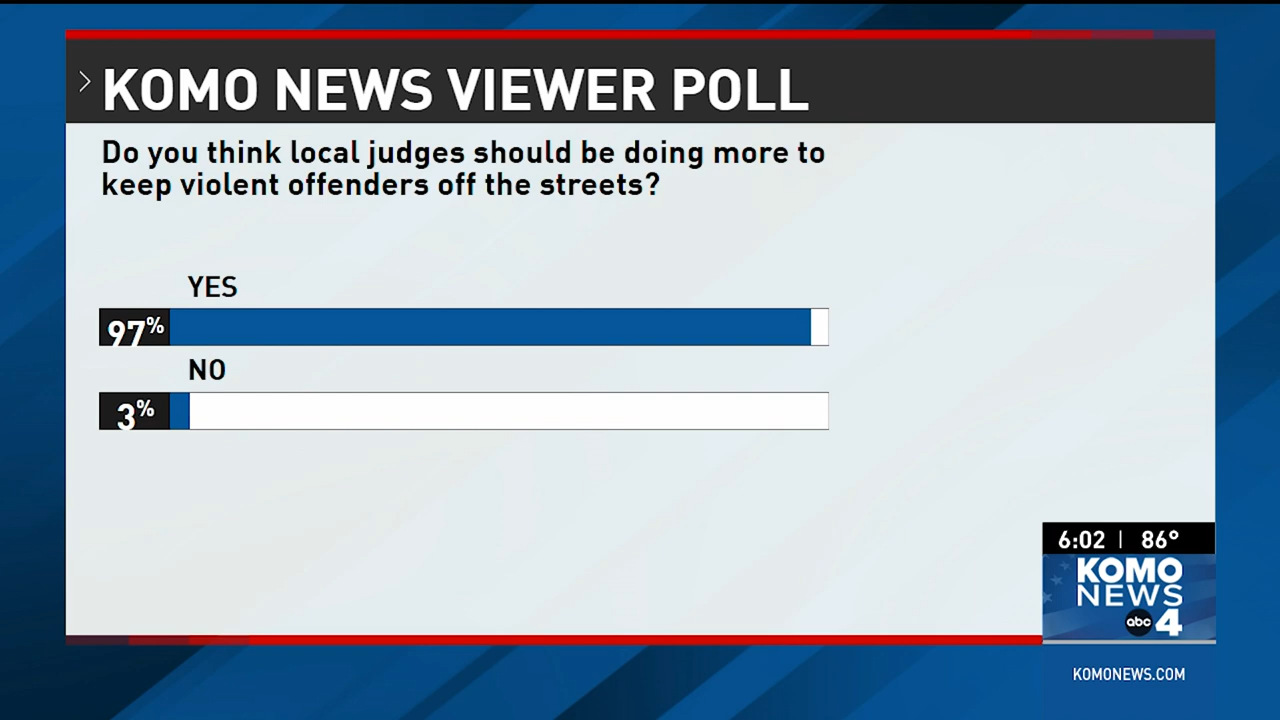 > KOMO NEWS VIEWER POLL
Do you think local judges should be doing more to
keep violent offenders off the streets?
YES
97%
NO
3%
6:02 | 86°
KOMO
NEWS
abc 4
KOMONEWS.COM